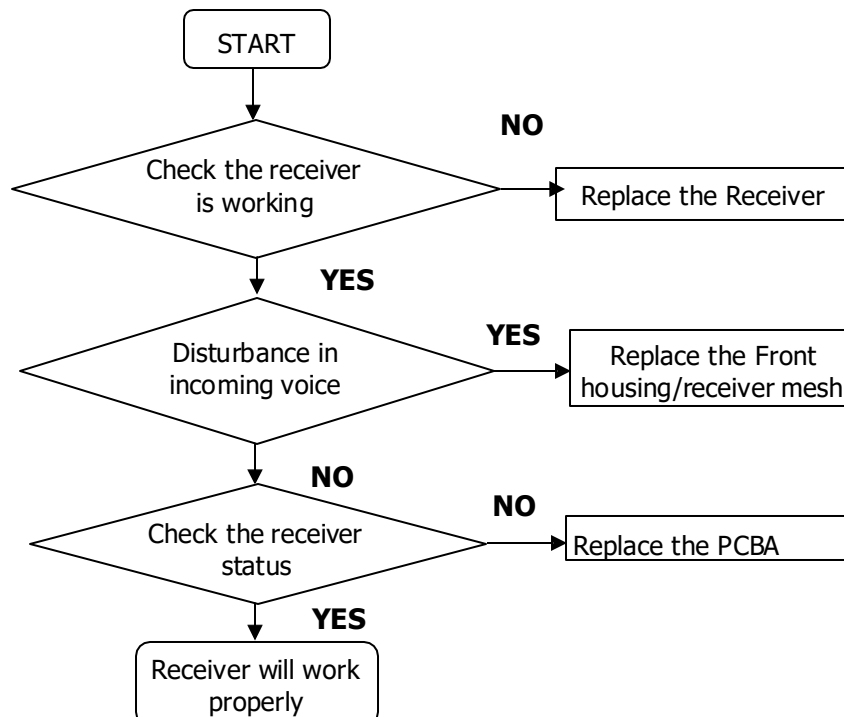 START
NO
Check the receiver
is working
Replace the Receiver
YES
Disturbance in
incoming voice
YES
Replace the Front
housing/receiver mesh
NO
Check the receiver
status
NO
Replace the PCBA
YES
Receiver will work
properly